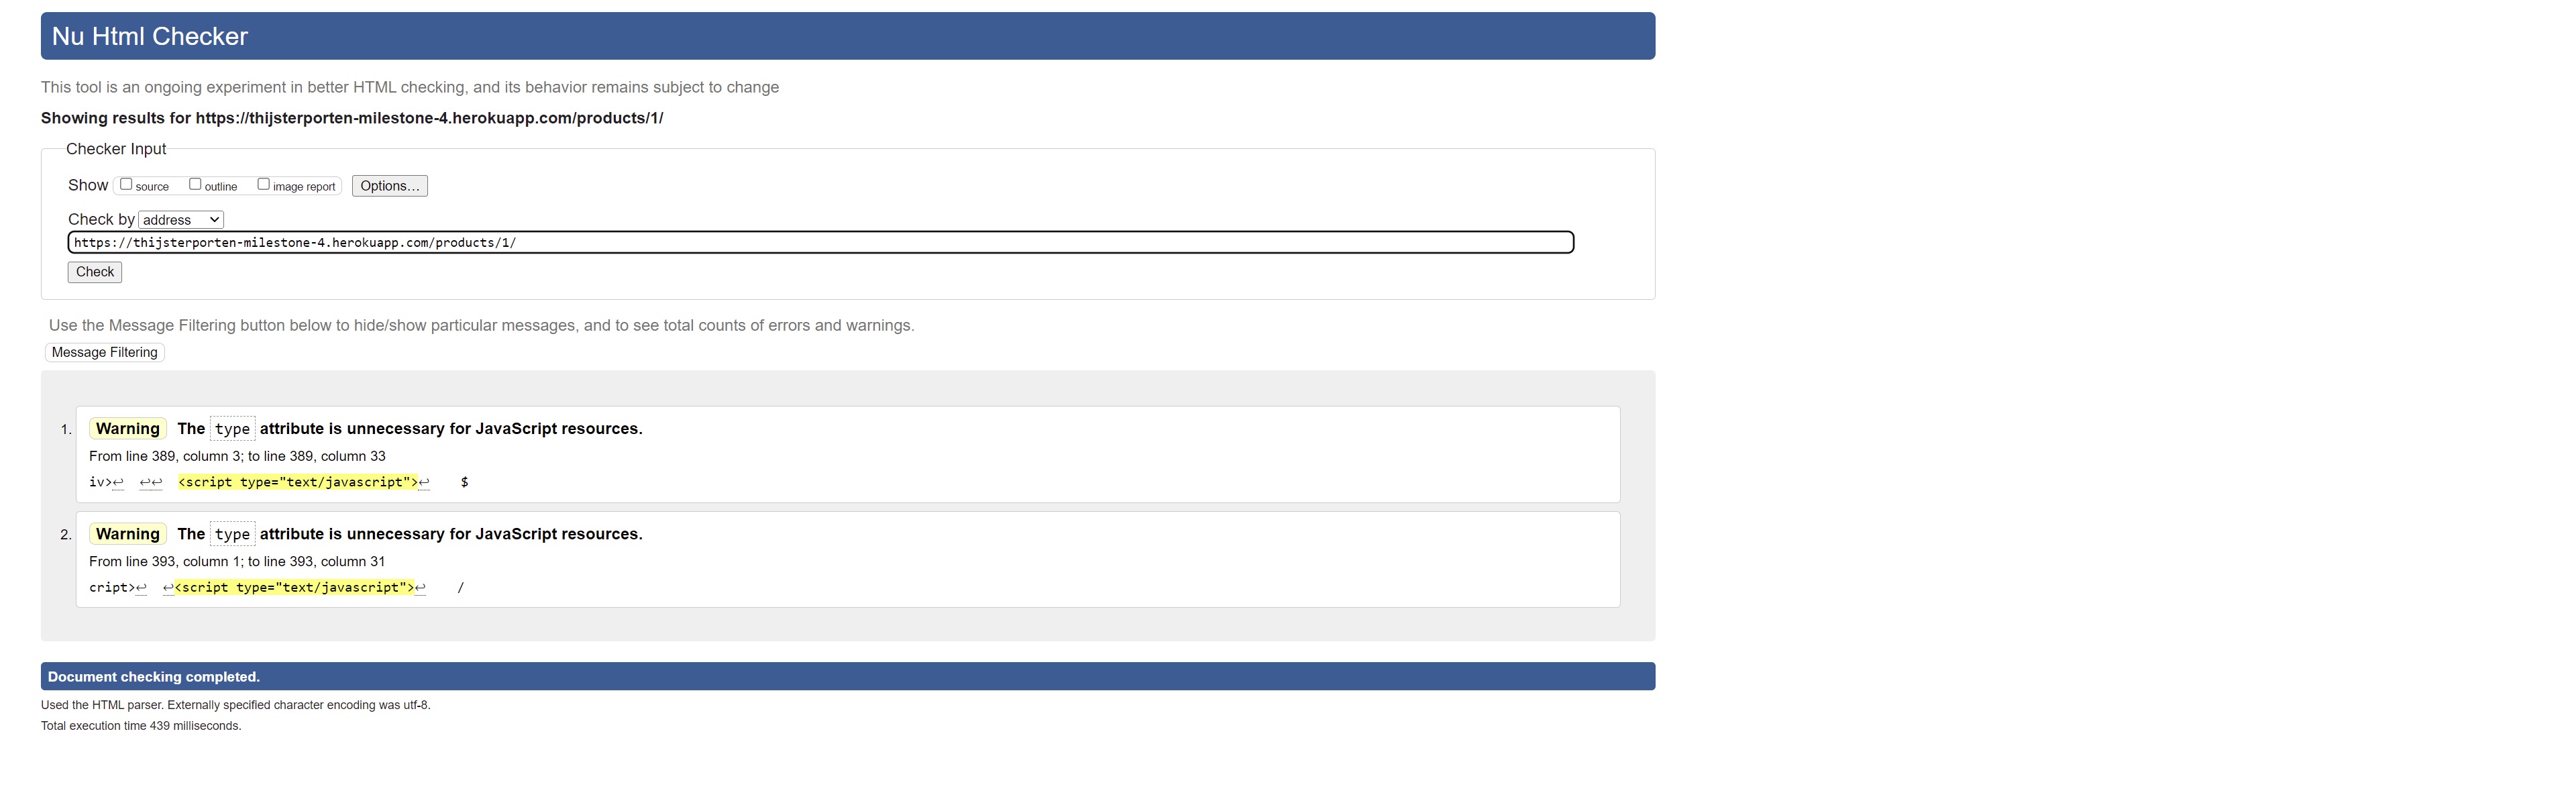 Nu Html Checker
This tool is an ongoing experiment in better HTML checking, and its behavior remains subject to change
Showing results for https://thijsterporten-milestone-4.herokuapp.com/products/1/
Checker Input
Show source outline image report Options...
Check by address
https://thijsterporten-milestone-4.herokuapp.com/products/1/
Check
Use the Message Filtering button below to hide/show particular messages, and to see total counts of errors and warnings.
Message Filtering
1. Warning The type attribute is unnecessary for JavaScript resources.
From line 389, column 3; to line 389, column 33
iv>↩ ↩↩ <script type="text/javascript">↩ $
2. Warning The type attribute is unnecessary for JavaScript resources.
From line 393, column 1; to line 393, column 31
cript>↩ ↩<script type="text/javascript">↩ /
Document checking completed.
Used the HTML parser. Externally specified character encoding was utf-8.
Total execution time 439 milliseconds.